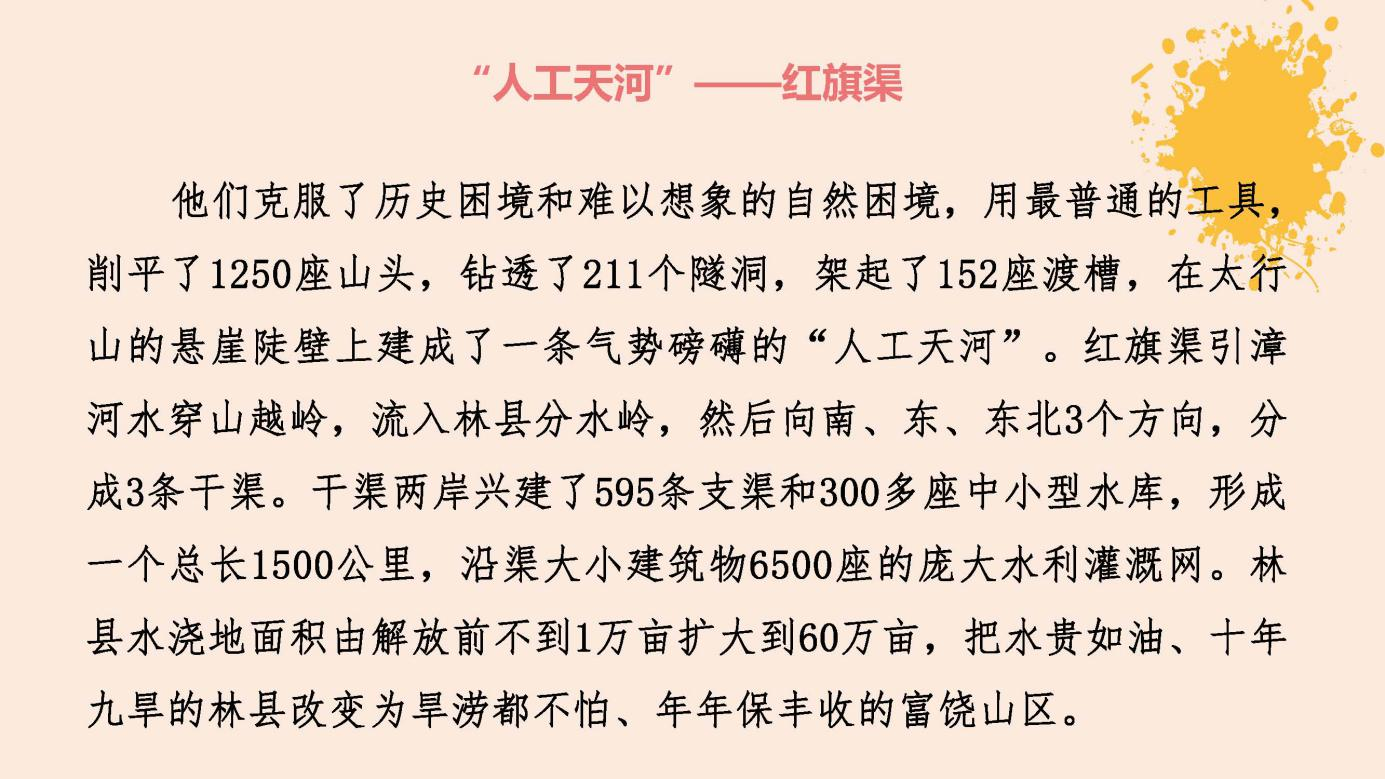 “人工天河”——红旗渠
他们克服了历史困境和难以想象的自然困境，用最普通的工具，
削平了1250座山头，钻透了211个隧洞，架起了152座渡槽，在太行
山的悬崖陡壁上建成了一条气势磅礴的“人工天河”。红旗渠引漳
河水穿山越岭，流入林县分水岭，然后向南、东、东北3个方向，分
成3条干渠。干渠两岸兴建了595条支渠和300多座中小型水库，形成
一个总长1500公里，沿渠大小建筑物6500座的庞大水利灌溉网。林
县水浇地面积由解放前不到1万亩扩大到60万亩，把水贵如油、十年
九旱的林县改变为旱涝都不怕、年年保丰收的富饶山区。